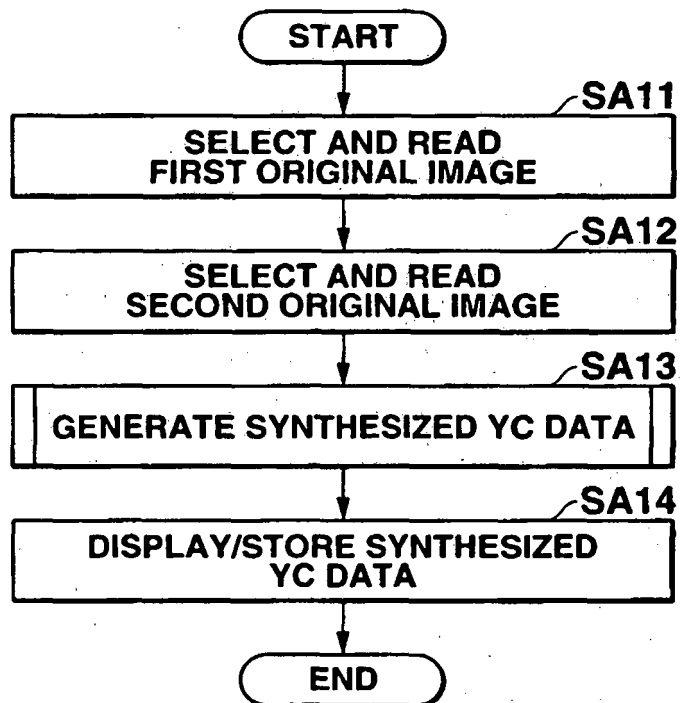 START
SA11
SELECT AND READ
FIRST ORIGINAL IMAGE
SA12
SELECT AND READ
SECOND ORIGINAL IMAGE
SA13
GENERATE SYNTHESIZED YC DATA
SA14
DISPLAY/STORE SYNTHESIZED
YC DATA
END